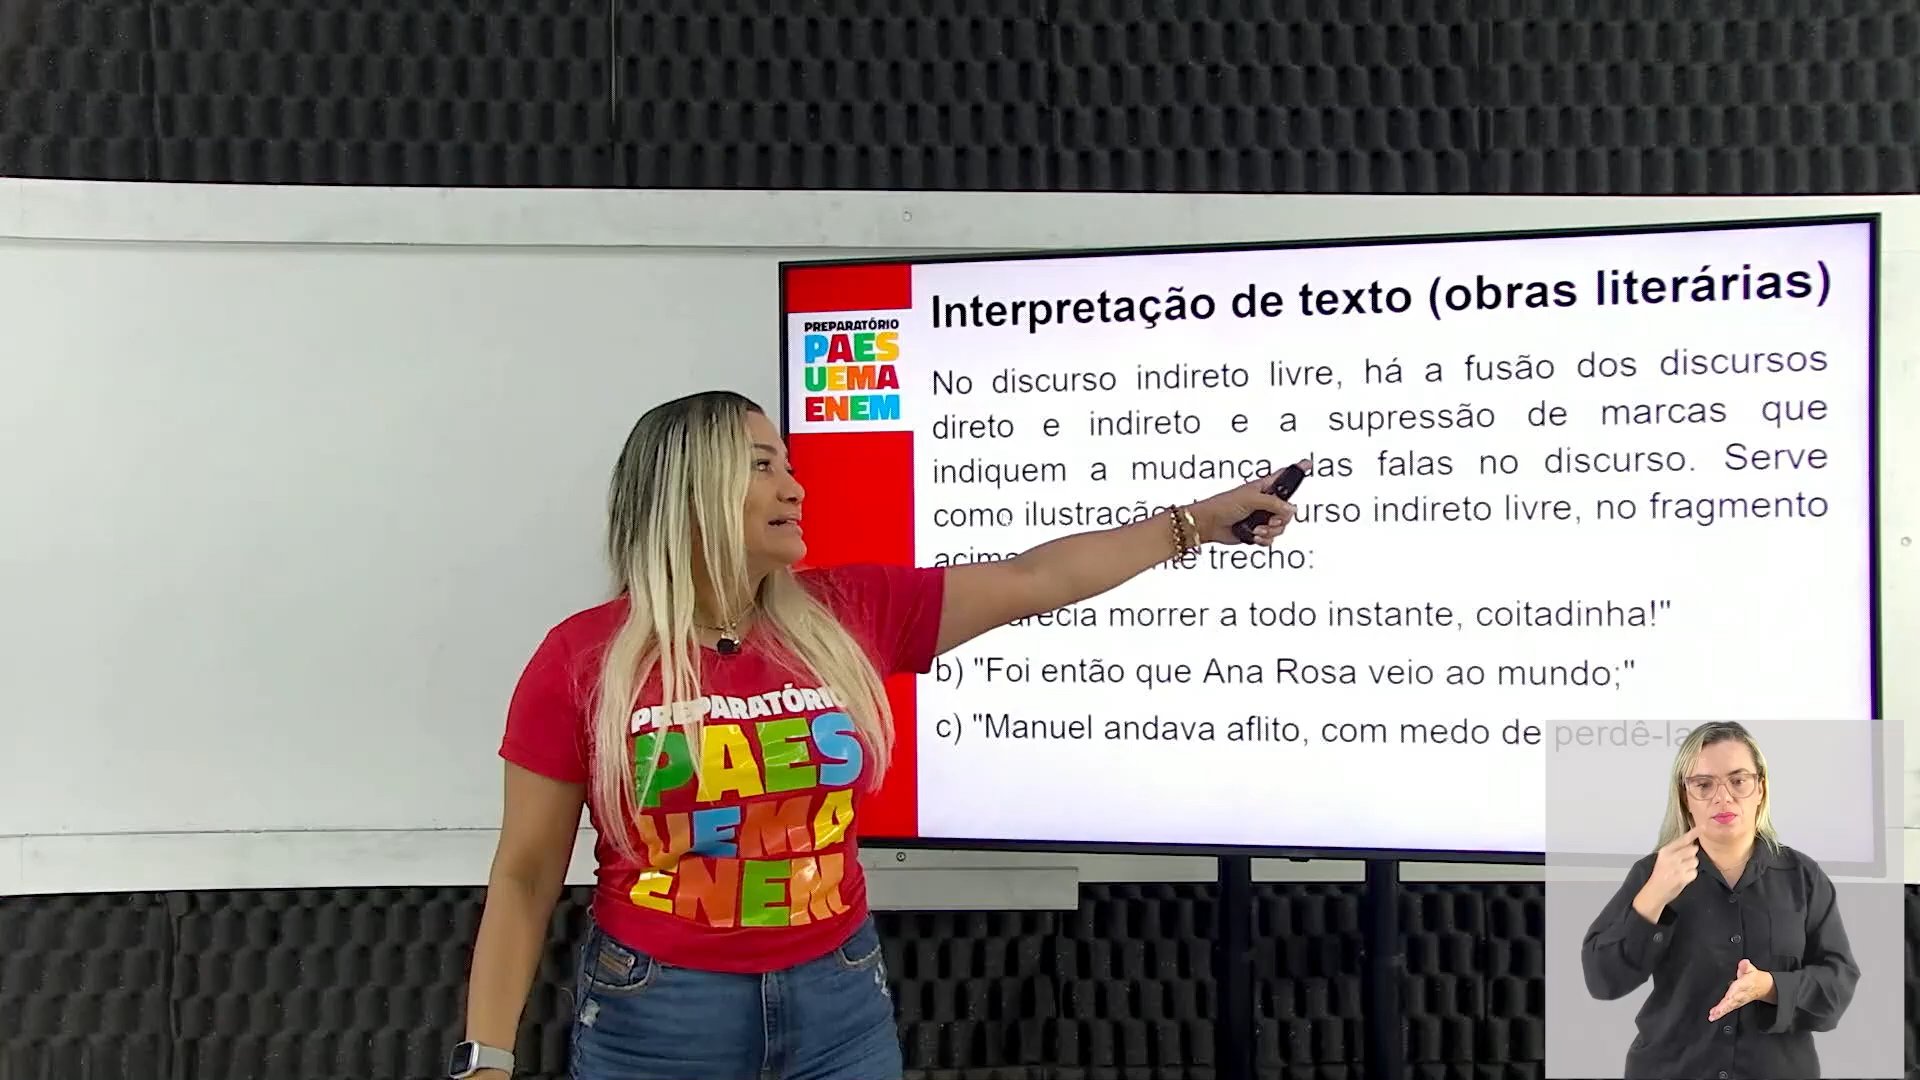 Interpretação de texto (obras literárias)
PREPARATÓRIO
PAES
UEMA
ENEM
No discurso indireto livre, há a fusão dos discursos
direto e indireto e a supressão de marcas que
indiquem a mudança das falas no discurso. Serve
como ilustração indireto livre, no fragmento
trecho:
morrer a todo instante, coitadinha!"
b) "Foi então que Ana Rosa veio ao mundo;"
c) "Manuel andava aflito, com medo de perdê-la
PREPARATÓRIO
PAES
UEMA
ENEM